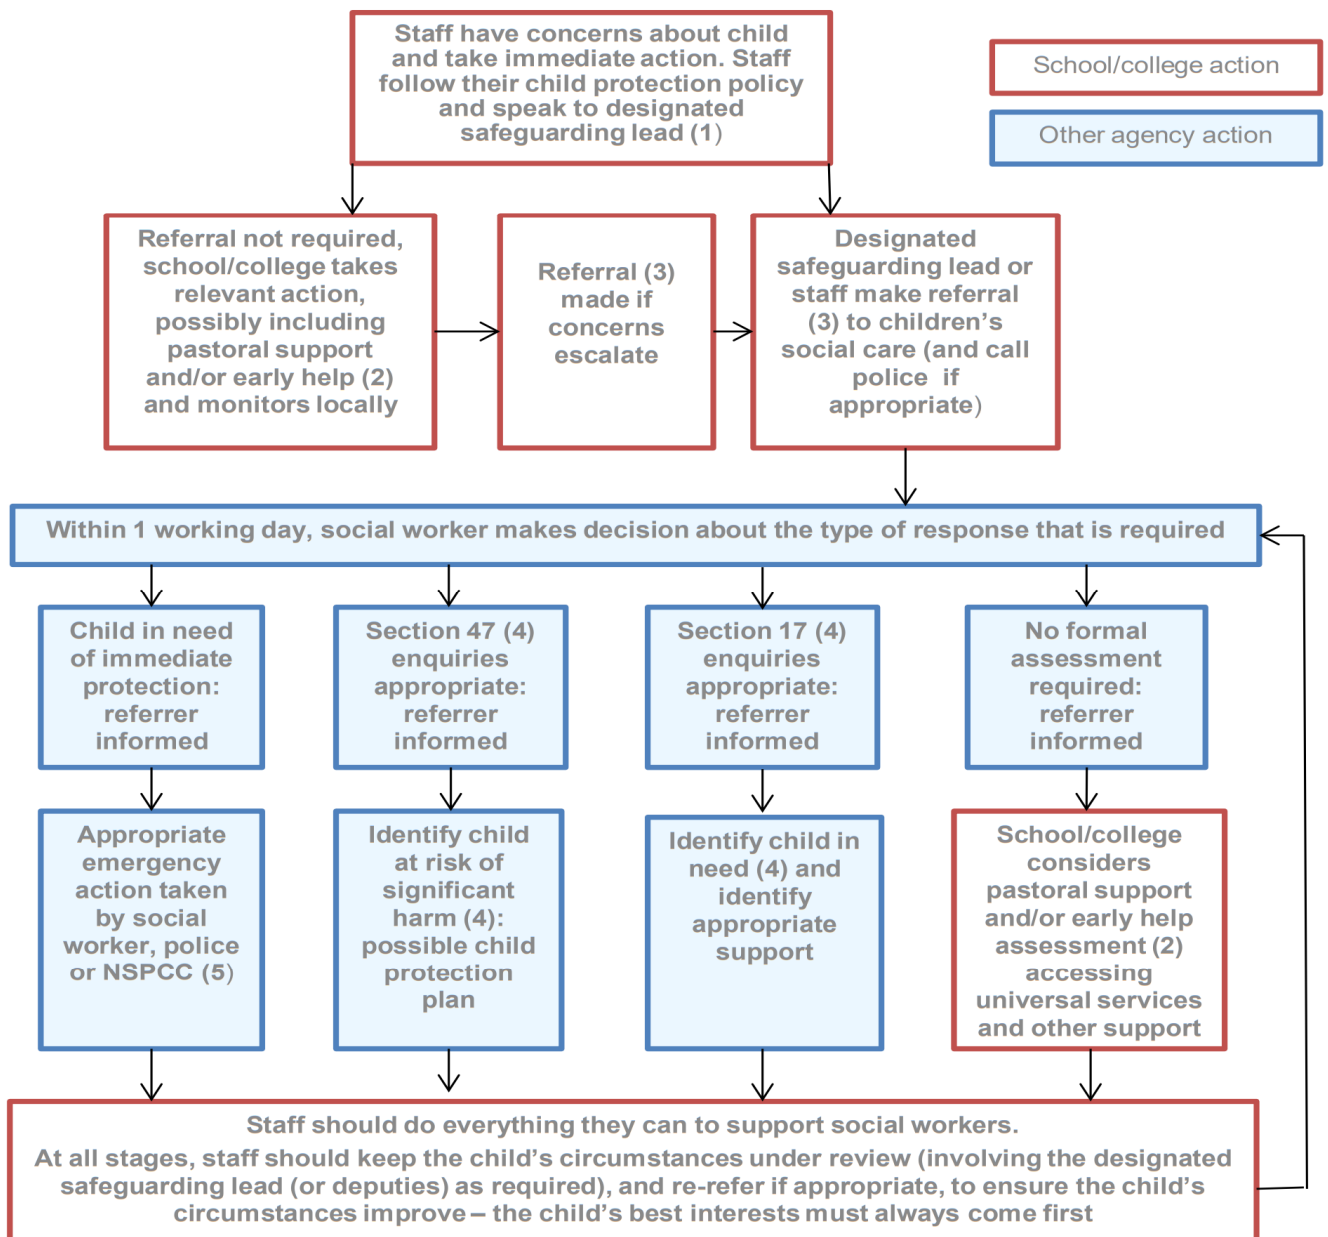 Staff have concerns about child
and take immediate action. Staff
follow their child protection policy
and speak to designated
safeguarding lead (1)
School/college action
Other agency action
Referral not required,
school/college takes
relevant action,
possibly including
pastoral support
and/or early help (2)
and monitors locally
Referral (3)
made if
concerns
escalate
Designated
safeguarding lead or
staff make referral
(3) to children’s
social care (and call
police if
appropriate)
Within 1 working day, social worker makes decision about the type of response that is required
Child in need
of immediate
protection:
referrer
informed
Section 47 (4)
enquiries
appropriate:
referrer
informed
Section 17 (4)
enquiries
appropriate:
referrer
informed
No formal
assessment
required:
referrer
informed
Appropriate
emergency
action taken
by social
worker, police
or NSPCC (5)
Identify child
at risk of
significant
harm (4):
possible child
protection
plan
Identify child in
need (4) and
identify
appropriate
support
School/college
considers
pastoral support
and/or early help
assessment (2)
accessing
universal services
and other support
Staff should do everything they can to support social workers.
At all stages, staff should keep the child’s circumstances under review (involving the designated
safeguarding lead (or deputies) as required), and re-refer if appropriate, to ensure the child’s
circumstances improve – the child’s best interests must always come first